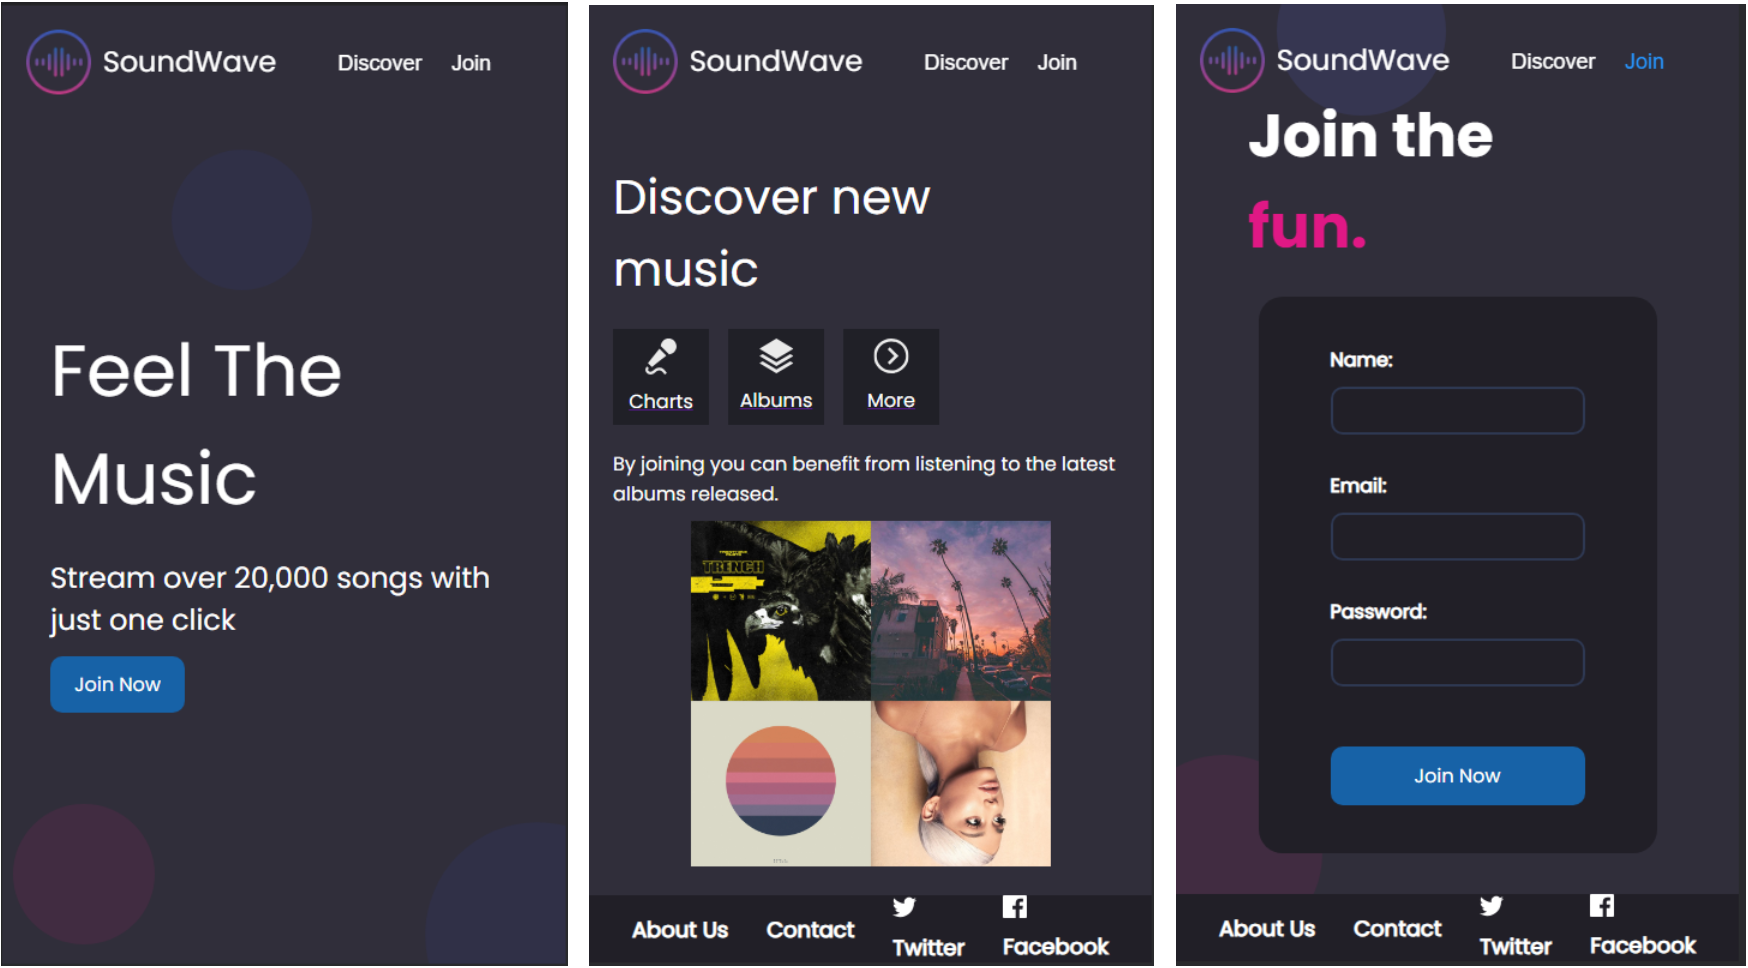 SoundWave Discover Join
Feel The
Music
Stream over 20,000 songs with
just one click
Join Now
SoundWave Discover Join
Discover new
music
Charts Albums More
By joining you can benefit from listening to the latest
albums released.
TRENCH
About Us Contact Twitter Facebook
SoundWave Discover Join
Join the
fun.
Name:
Email:
Password:
Join Now
About Us Contact Twitter Facebook